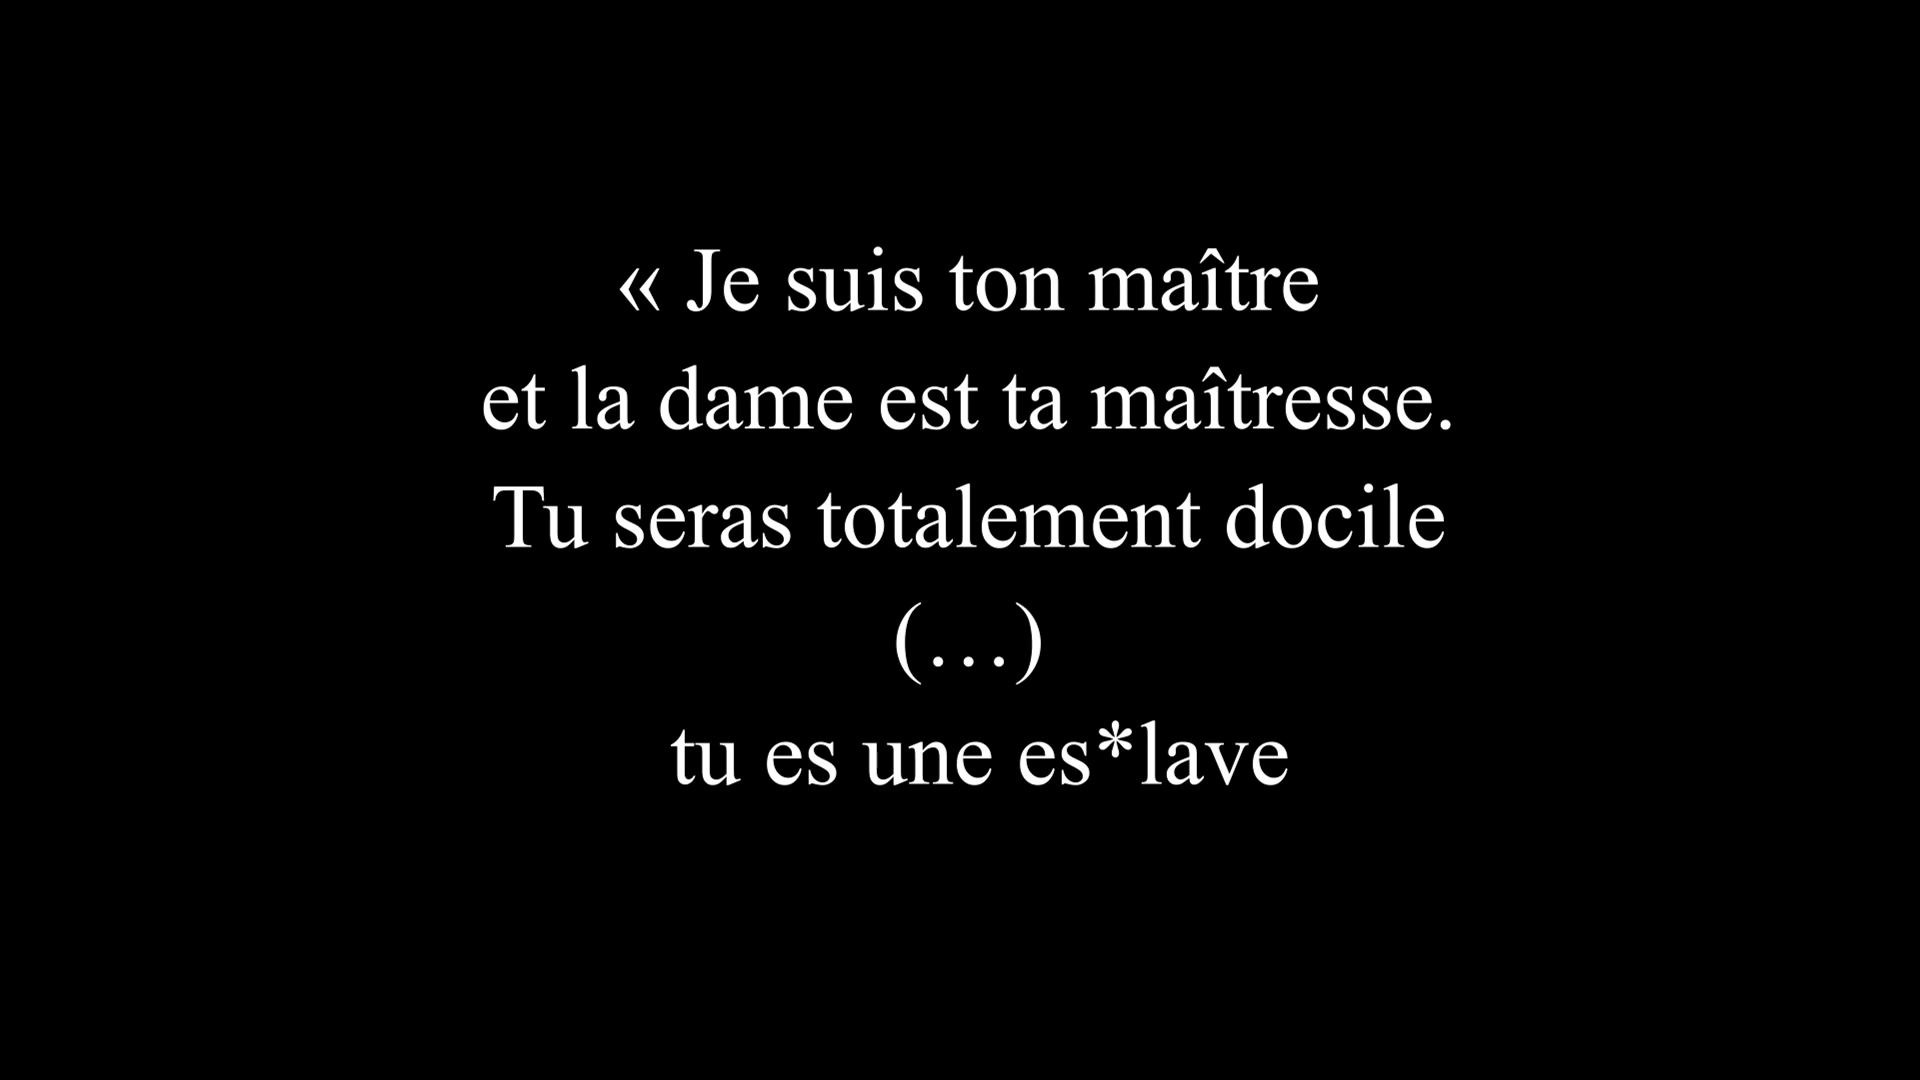 « Je suis ton maître
et la dame est ta maîtresse.
Tu seras totalement docile
(…)
tu es une es*lave